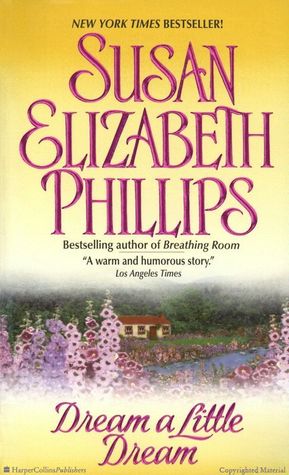 NEW YORK TIMES BESTSELLER!
SUSAN
ELIZABETH
PHILLIPS
Bestselling author of Breathing Room
"A warm and humorous story."
Los Angeles Times
Dream a Little
Dream
HarperCollinsPublishers
Copyrighted Material